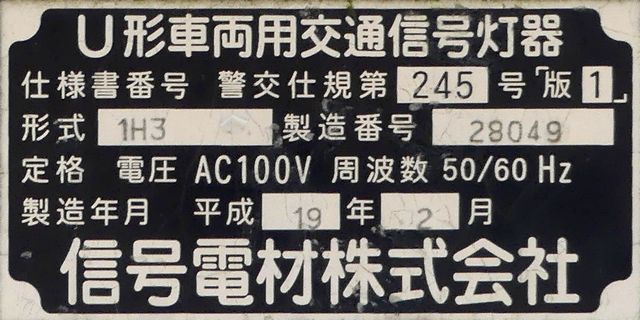 U形車両用交通信号灯器
仕様書番号 警交仕規第 245 号「版1」
形式 1H3 製造番号 28049
定格 電圧 AC100V 周波数 50/60Hz
製造年月 平成 19 年 2 月
信号電材株式会社